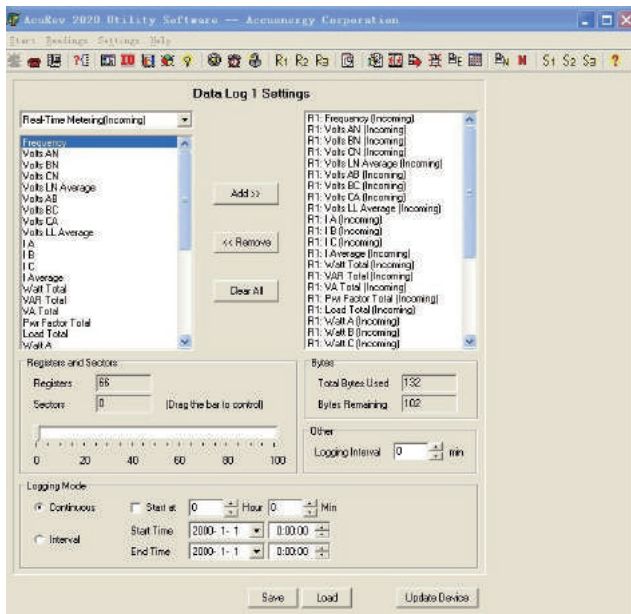 AcuRev 2020 Utility Software -- Accuenergy Corporation
Start Readings Settings Help
R1 R2 R3 PE PN M S1 S2 S3 ?
Data Log 1 Settings
Real-Time Metering(Incoming)
Frequency
Volts AN
Volts BN
Volts CN
Volts LN Average
Volts AB
Volts BC
Volts CA
Volts LL Average
I A
I B
I C
I Average
Watt Total
VAR Total
VA Total
Pwr Factor Total
Load Total
Watt A
Add >>
<< Remove
Clear All
R1: Frequency (Incoming)
R1: Volts AN (Incoming)
R1: Volts BN (Incoming)
R1: Volts CN (Incoming)
R1: Volts LN Average (Incoming)
R1: Volts AB (Incoming)
R1: Volts BC (Incoming)
R1: Volts CA (Incoming)
R1: Volts LL Average (Incoming)
R1: I A (Incoming)
R1: I B (Incoming)
R1: I C (Incoming)
R1: I Average (Incoming)
R1: Watt Total (Incoming)
R1: VAR Total (Incoming)
R1: VA Total (Incoming)
R1: Pwr Factor Total (Incoming)
R1: Load Total (Incoming)
R1: Watt A (Incoming)
R1: Watt B (Incoming)
R1: Watt C (Incoming)
Registers and Sectors
Registers 66
Sectors 0 (Drag the bar to control)
0 20 40 60 80 100
Bytes
Total Bytes Used 132
Bytes Remaining 102
Other
Logging Interval 0 min
Logging Mode
Continuous Start at 0 Hour 0 Min
Interval Start Time 2000- 1- 1 0:00:00
End Time 2000- 1- 1 0:00:00
Save Load Update Device